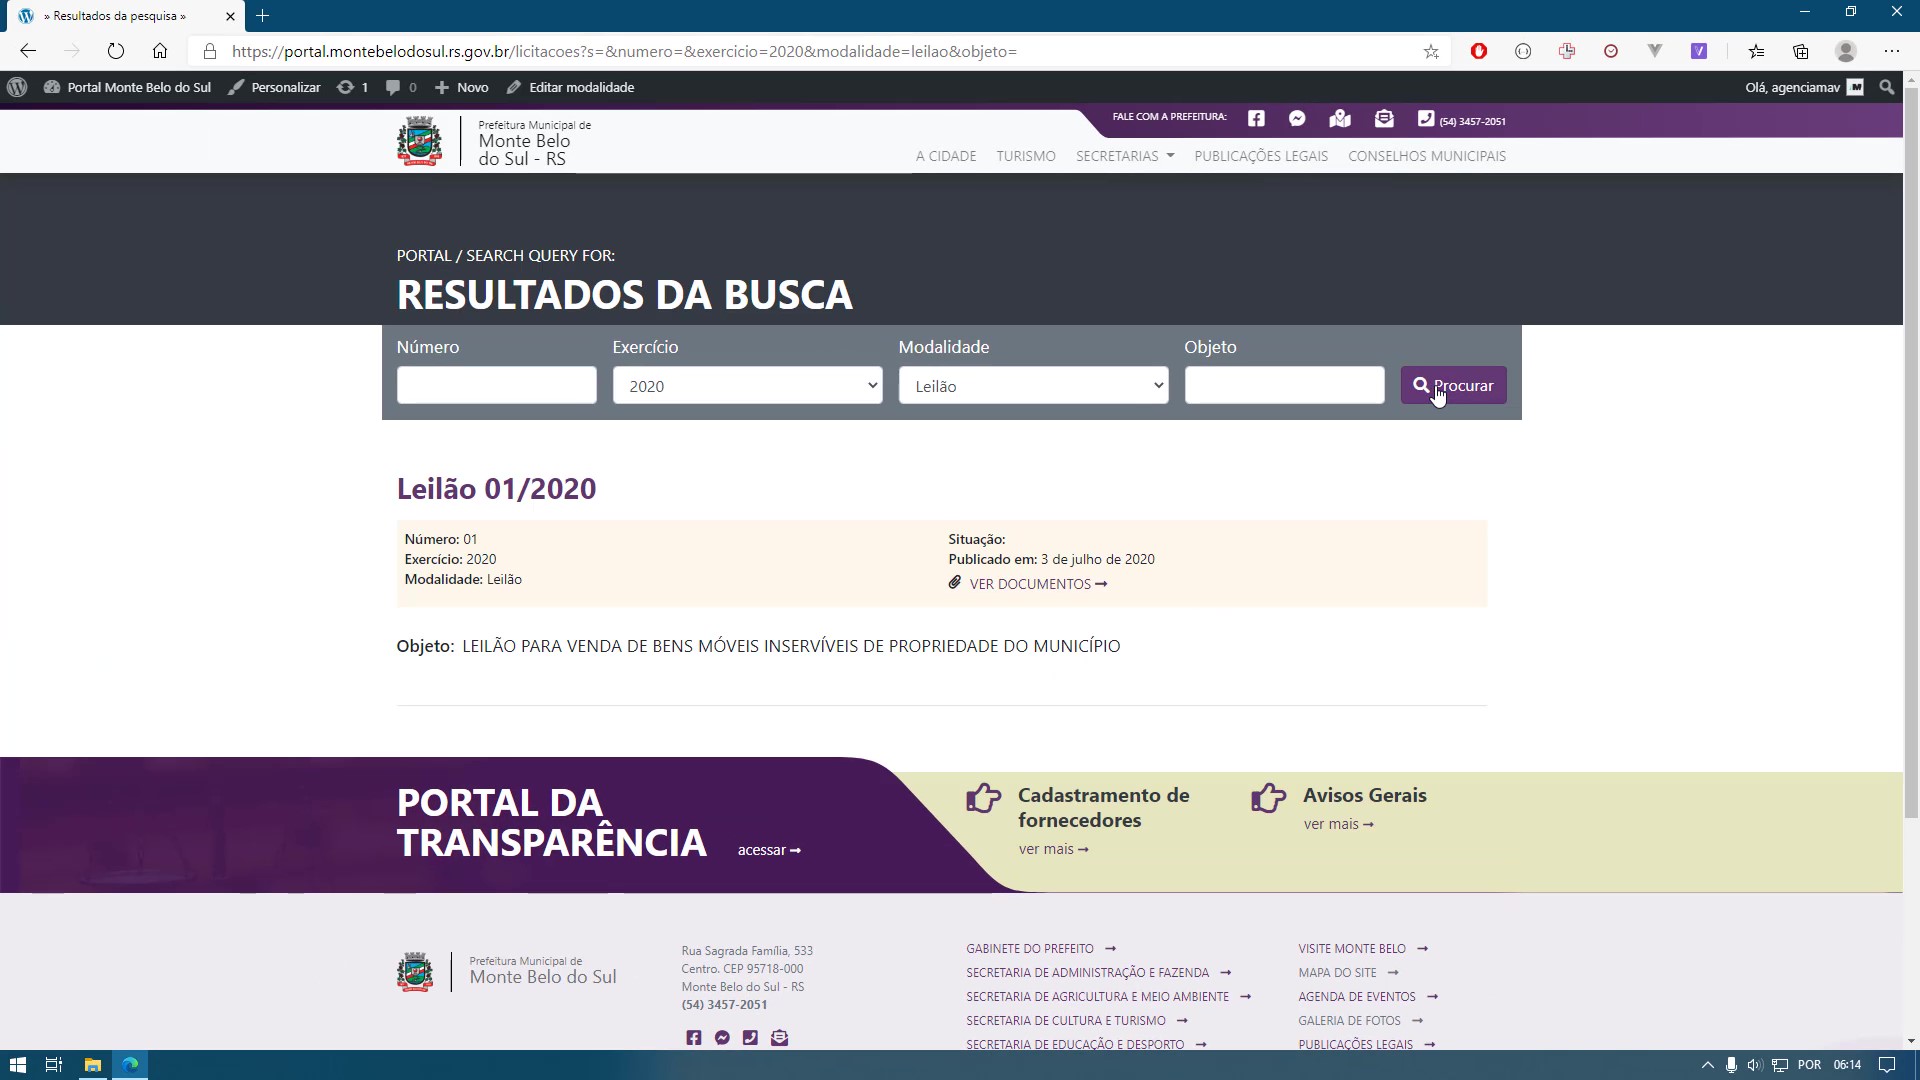 » Resultados da pesquisa »
https://portal.montebelodosul.rs.gov.br/licitacoes?s=&numero=&exercicio=2020&modalidade=leilao&objeto=
Portal Monte Belo do Sul
Personalizar
1
0
Novo
Editar modalidade
Olá, agenciamav
Prefeitura Municipal de
Monte Belo
do Sul - RS
FALE COM A PREFEITURA:
(54) 3457-2051
A CIDADE
TURISMO
SECRETARIAS
PUBLICAÇÕES LEGAIS
CONSELHOS MUNICIPAIS
PORTAL / SEARCH QUERY FOR:
RESULTADOS DA BUSCA
Número
Exercício
Modalidade
Objeto
2020
Leilão
Procurar
Leilão 01/2020
Número: 01
Exercício: 2020
Modalidade: Leilão
Situação:
Publicado em: 3 de julho de 2020
VER DOCUMENTOS
Objeto: LEILÃO PARA VENDA DE BENS MÓVEIS INSERVÍVEIS DE PROPRIEDADE DO MUNICÍPIO
PORTAL DA
TRANSPARÊNCIA
acessar
Cadastramento de
fornecedores
ver mais
Avisos Gerais
ver mais
Prefeitura Municipal de
Monte Belo do Sul
Rua Sagrada Família, 533
Centro. CEP 95718-000
Monte Belo do Sul - RS
(54) 3457-2051
GABINETE DO PREFEITO
SECRETARIA DE ADMINISTRAÇÃO E FAZENDA
SECRETARIA DE AGRICULTURA E MEIO AMBIENTE
SECRETARIA DE CULTURA E TURISMO
SECRETARIA DE EDUCAÇÃO E DESPORTO
VISITE MONTE BELO
MAPA DO SITE
AGENDA DE EVENTOS
GALERIA DE FOTOS
PUBLICAÇÕES LEGAIS
POR
06:14